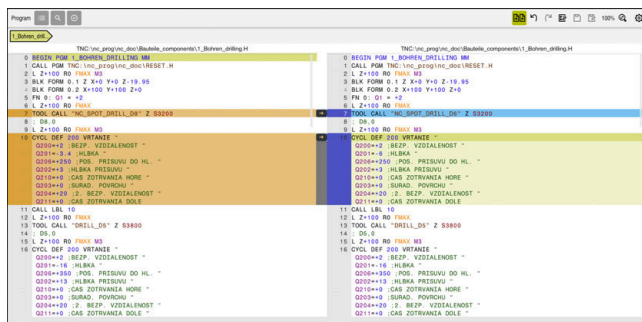 Program
100%
1_Bohren_drill..
TNC:\nc_prog\nc_doc\Bauteile_components\1_Bohren_drilling.H
0 BEGIN PGM 1_BOHREN_DRILLING MM
1 CALL PGM TNC:\nc_prog\nc_doc\RESET.H
2 L Z+100 R0 FMAX M3
3 BLK FORM 0.1 Z X+0 Y+0 Z-19.95
4 BLK FORM 0.2 X+100 Y+100 Z+0
5 FN 0: Q1 = +2
6 L Z+100 R0 FMAX
7 TOOL CALL "NC_SPOT_DRILL_D8" Z S3200
8 ; D8,0
9 L Z+100 R0 FMAX M3
10 CYCL DEF 200 VRTANIE ~
Q200=+2 ;BEZP. VZDIALENOST ~
Q201=-3.4 ;HLBKA ~
Q206=+250 ;POS. PRISUVU DO HL. ~
Q202=+3 ;HLBKA PRISUVU ~
Q210=+0 ;CAS ZOTRVANIA HORE ~
Q203=+0 ;SURAD. POVRCHU ~
Q204=+20 ;2. BEZP. VZDIALENOST ~
Q211=+0 ;CAS ZOTRVANIA DOLE
11 CALL LBL 10
12 L Z+100 R0 FMAX
13 TOOL CALL "DRILL_D5" Z S3800
14 ; D5,0
15 L Z+100 R0 FMAX M3
16 CYCL DEF 200 VRTANIE ~
Q200=+2 ;BEZP. VZDIALENOST ~
Q201=-16 ;HLBKA ~
Q206=+350 ;POS. PRISUVU DO HL. ~
Q202=+13 ;HLBKA PRISUVU ~
Q210=+0 ;CAS ZOTRVANIA HORE ~
Q203=+0 ;SURAD. POVRCHU ~
Q204=+20 ;2. BEZP. VZDIALENOST ~
Q211=+0 ;CAS ZOTRVANIA DOLE ~
TNC:\nc_prog\nc_doc\Bauteile_components\1_Bohren_drilling.H
0 BEGIN PGM 1_BOHREN_DRILLING MM
1 CALL PGM TNC:\nc_prog\nc_doc\RESET.H
2 L Z+100 R0 FMAX M3
3 BLK FORM 0.1 Z X+0 Y+0 Z-19.95
4 BLK FORM 0.2 X+100 Y+100 Z+0
5 FN 0: Q1 = +2
6 L Z+100 R0 FMAX
7 TOOL CALL "NC_SPOT_DRILL_D6" Z S3200
8 ; D8,0
9 L Z+100 R0 FMAX M3
10 CYCL DEF 200 VRTANIE ~
Q200=+2 ;BEZP. VZDIALENOST ~
Q201=-6 ;HLBKA ~
Q206=+250 ;POS. PRISUVU DO HL. ~
Q202=+3 ;HLBKA PRISUVU ~
Q210=+0 ;CAS ZOTRVANIA HORE ~
Q203=+0 ;SURAD. POVRCHU ~
Q204=+20 ;2. BEZP. VZDIALENOST ~
Q211=+0 ;CAS ZOTRVANIA DOLE
11 CALL LBL 10
12 L Z+100 R0 FMAX
13 TOOL CALL "DRILL_D5" Z S3800
14 ; D5,0
15 L Z+100 R0 FMAX M3
16 CYCL DEF 200 VRTANIE ~
Q200=+2 ;BEZP. VZDIALENOST ~
Q201=-16 ;HLBKA ~
Q206=+350 ;POS. PRISUVU DO HL. ~
Q202=+13 ;HLBKA PRISUVU ~
Q210=+0 ;CAS ZOTRVANIA HORE ~
Q203=+0 ;SURAD. POVRCHU ~
Q204=+20 ;2. BEZP. VZDIALENOST ~
Q211=+0 ;CAS ZOTRVANIA DOLE ~